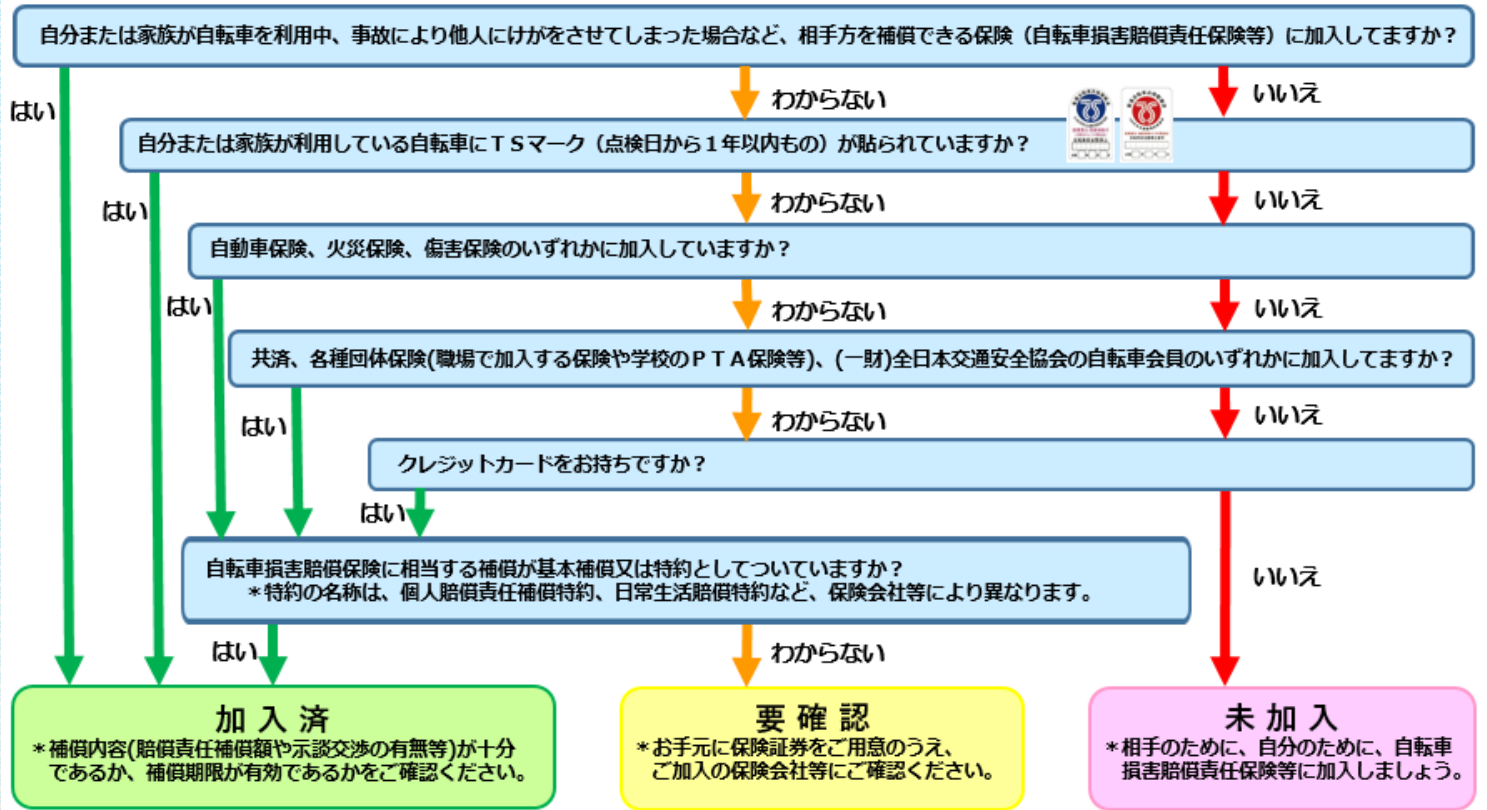 自分または家族が自転車を利用中、事故により他人にけがをさせてしまった場合など、相手方を補償できる保険（自転車損害賠償責任保険等）に加入してますか？
はい
わからない
いいえ
自分または家族が利用している自転車にＴＳマーク（点検日から１年以内もの）が貼られていますか？
はい
わからない
いいえ
自動車保険、火災保険、傷害保険のいずれかに加入していますか？
はい
わからない
いいえ
共済、各種団体保険(職場で加入する保険や学校のＰＴＡ保険等)、(一財)全日本交通安全協会の自転車会員のいずれかに加入してますか？
はい
わからない
いいえ
クレジットカードをお持ちですか？
はい
いいえ
自転車損害賠償保険に相当する補償が基本補償又は特約としてついていますか？
＊特約の名称は、個人賠償責任補償特約、日常生活賠償特約など、保険会社等により異なります。
はい
わからない
加入済
＊補償内容(賠償責任補償額や示談交渉の有無等)が十分
であるか、補償期限が有効であるかをご確認ください。
要確認
＊お手元に保険証券をご用意のうえ、
ご加入の保険会社等にご確認ください。
未加入
＊相手のために、自分のために、自転車
損害賠償責任保険等に加入しましょう。